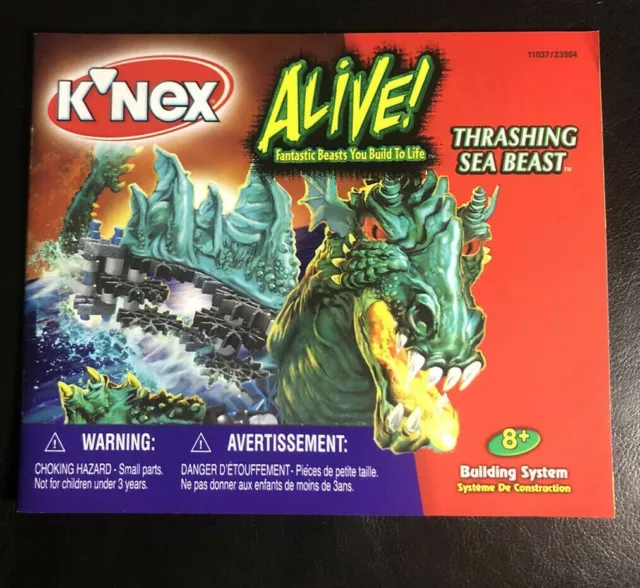 11037/23984
K'NEX
ALIVE!
Fantastic Beasts You Build To Life™
THRASHING
SEA BEAST™
WARNING:
CHOKING HAZARD - Small parts.
Not for children under 3 years.
AVERTISSEMENT:
DANGER D'ÉTOUFFEMENT - Pièces de petite taille.
Ne pas donner aux enfants de moins de 3ans.
8+
Building System
Système De Construction